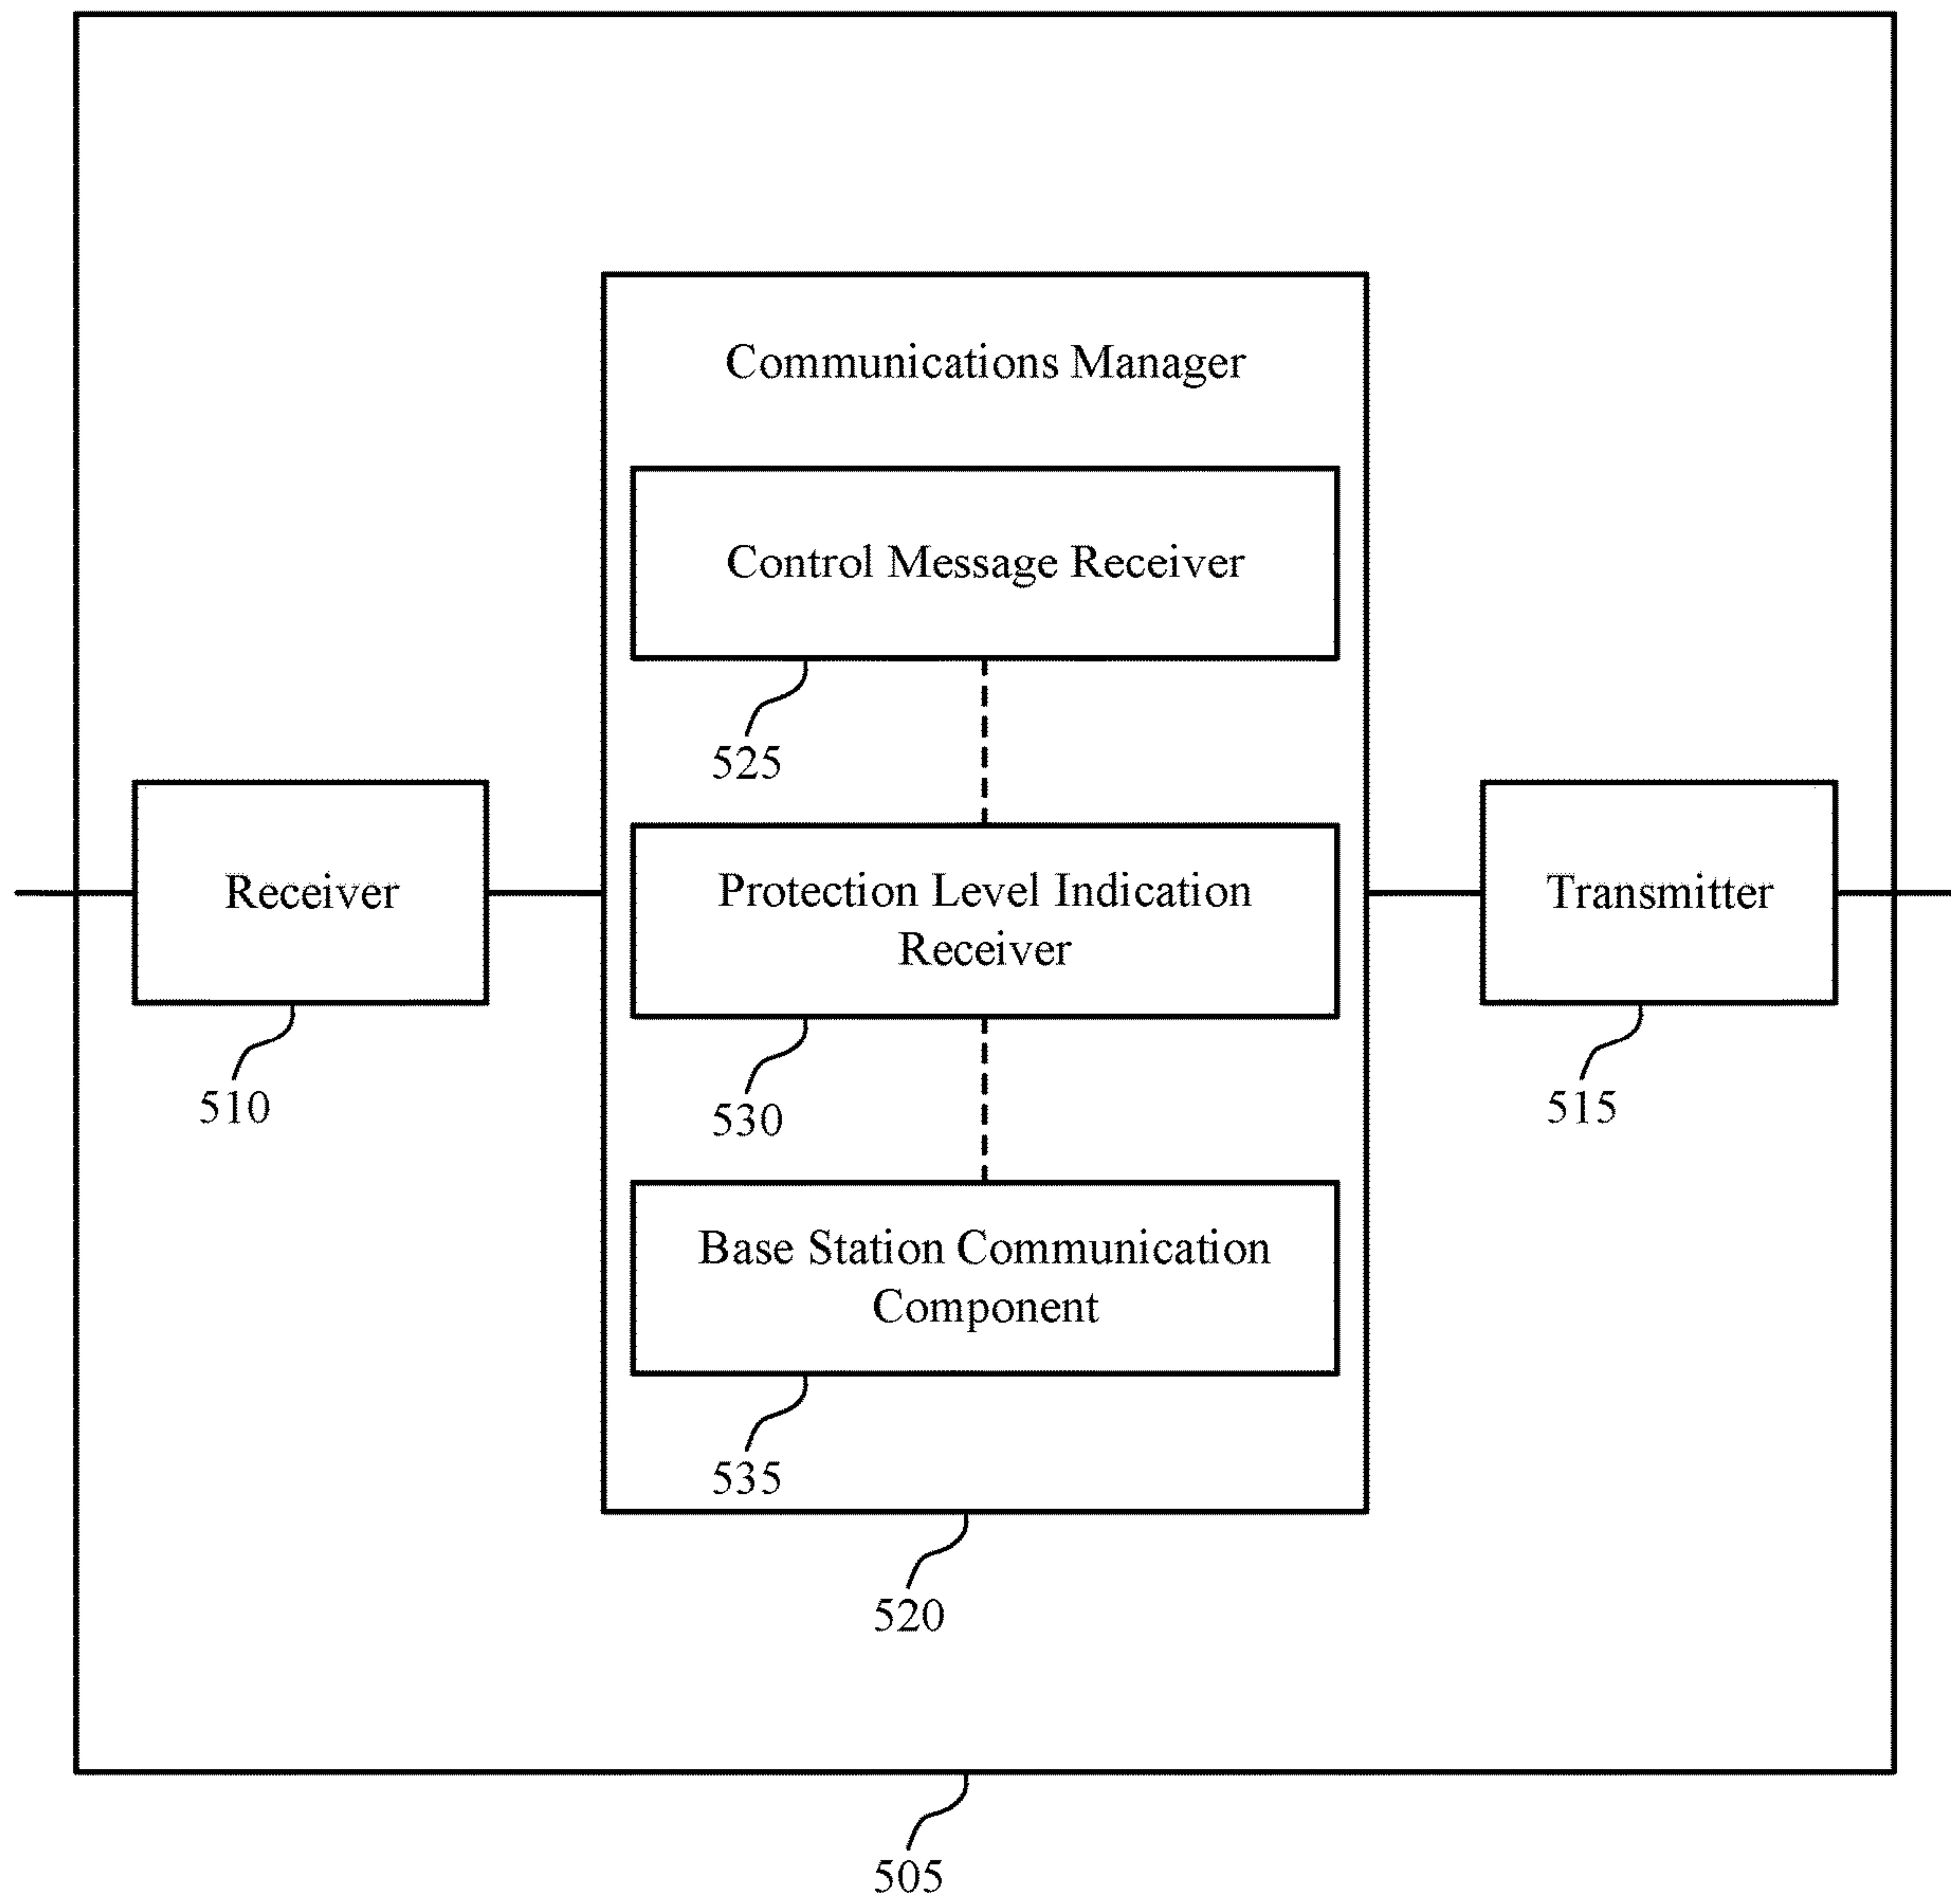 Communications Manager
Control Message Receiver
525
Receiver
Protection Level Indication
Receiver
Transmitter
510
530
515
Base Station Communication
Component
535
520
505